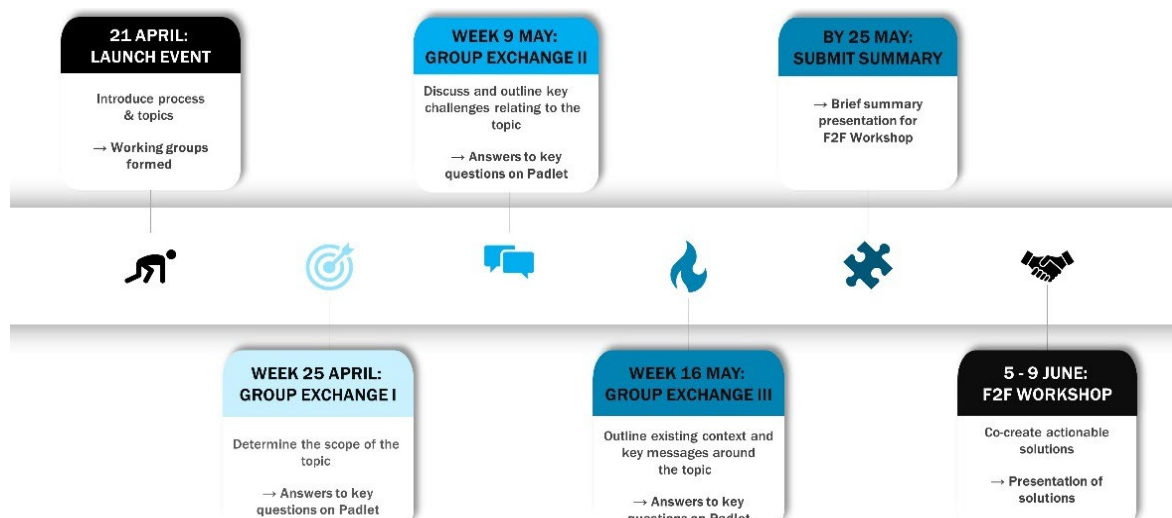 21 APRIL:
LAUNCH EVENT
Introduce process
& topics
→ Working groups
formed
WEEK 25 APRIL:
GROUP EXCHANGE I
Determine the scope of the
topic
→ Answers to key
questions on Padlet
WEEK 9 MAY:
GROUP EXCHANGE II
Discuss and outline key
challenges relating to the
topic
→ Answers to key
questions on Padlet
WEEK 16 MAY:
GROUP EXCHANGE III
Outline existing context and
key messages around
the topic
→ Answers to key
questions on Padlet
BY 25 MAY:
SUBMIT SUMMARY
→ Brief summary
presentation for
F2F Workshop
5 - 9 JUNE:
F2F WORKSHOP
Co-create actionable
solutions
→ Presentation of
solutions